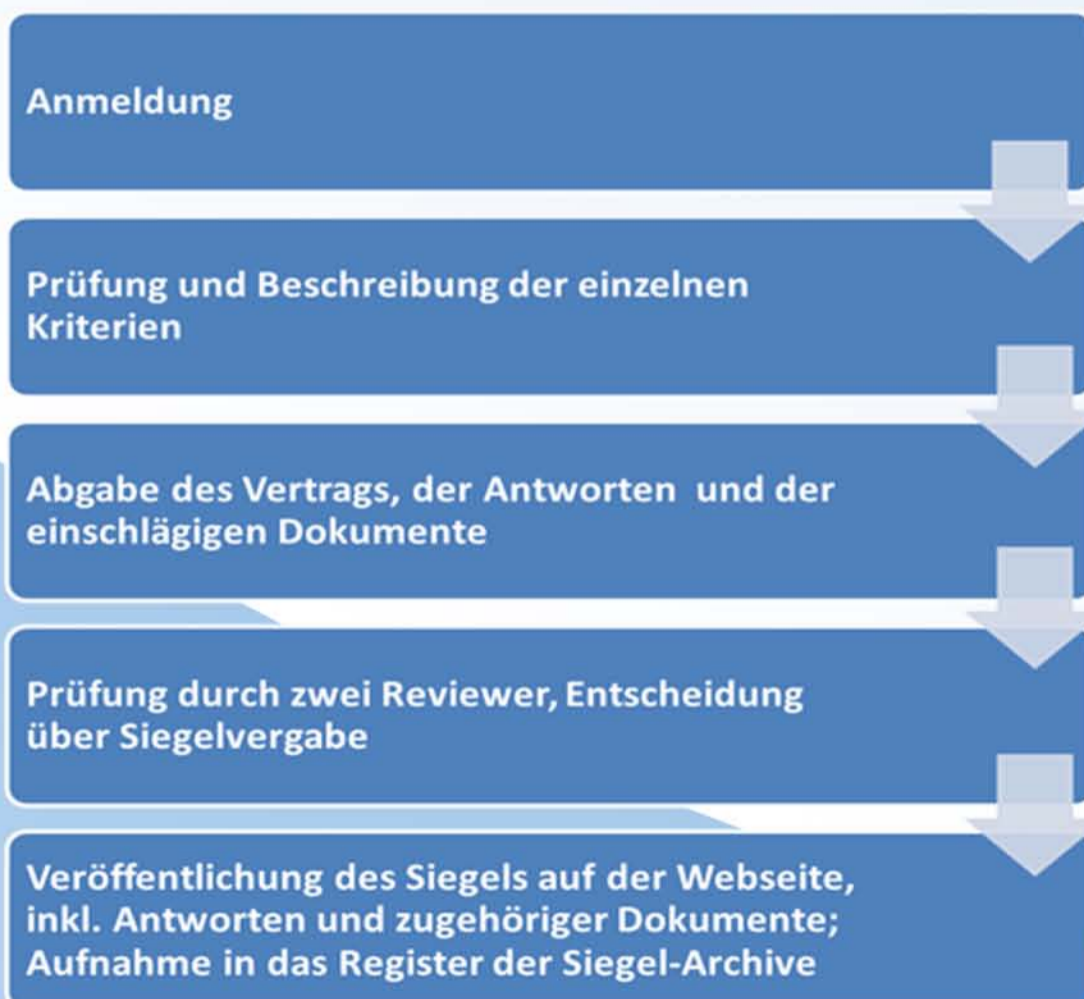 Anmeldung
Prüfung und Beschreibung der einzelnen
Kriterien
Abgabe des Vertrags, der Antworten und der
einschlägigen Dokumente
Prüfung durch zwei Reviewer, Entscheidung
über Siegelvergabe
Veröffentlichung des Siegels auf der Webseite,
inkl. Antworten und zugehöriger Dokumente;
Aufnahme in das Register der Siegel-Archive